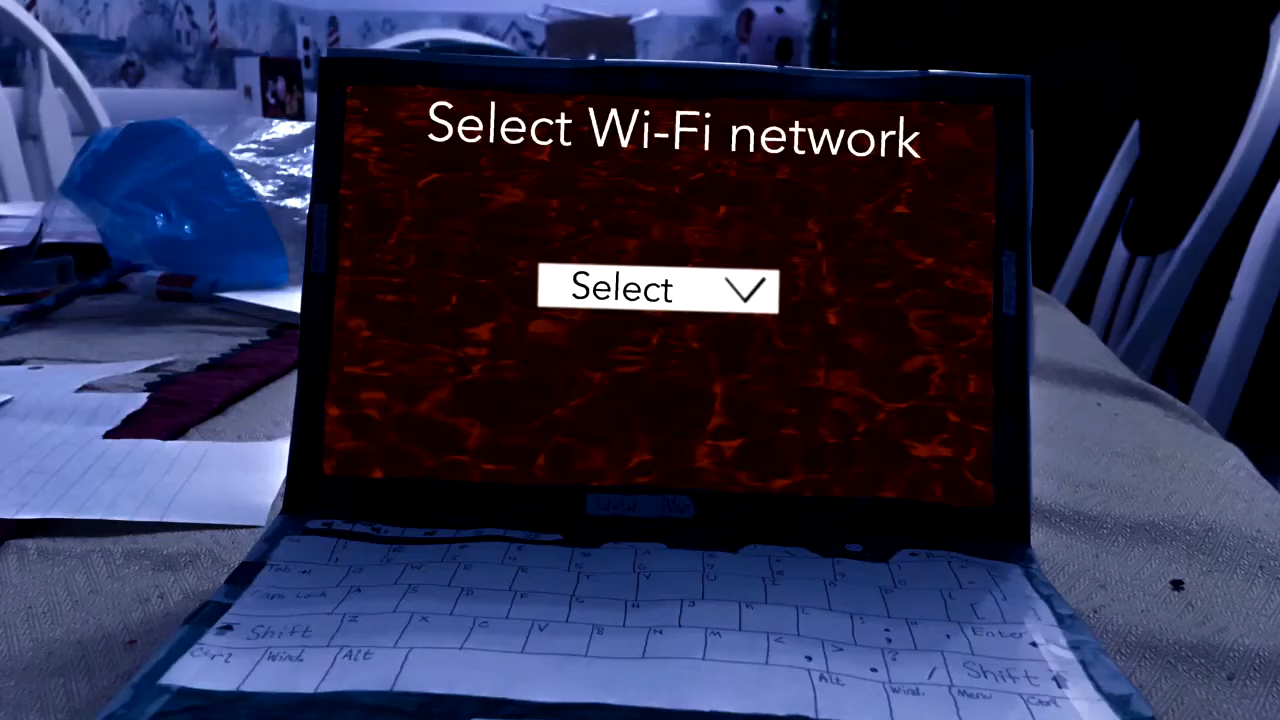 Select Wi-Fi network
Select
Tab
Q W E R T Y U
Caps Lock A S D F G H J K L Enter
Shift Z X C V B N M < , > . ? / Shift
Ctrl Wind. Alt Alt Wind. Menu Ctrl